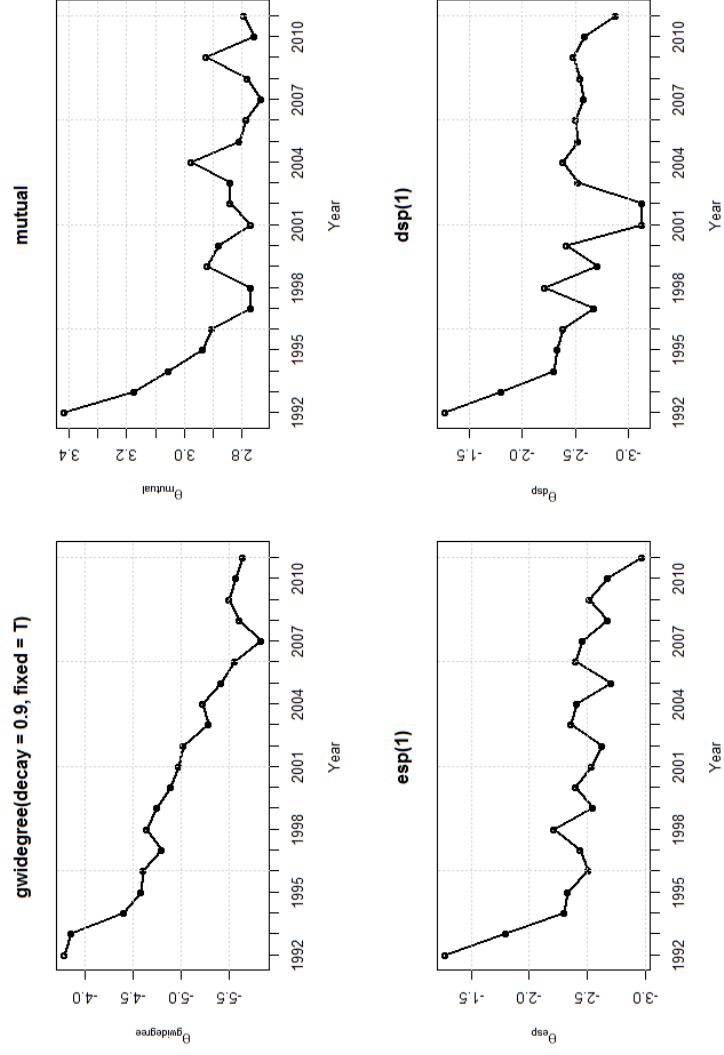 gwidegree(decay = 0.9, fixed = T)
θgwidegree
-4.0
-4.5
-5.0
-5.5
1992 1995 1998 2001 2004 2007 2010
Year
mutual
θmutual
3.4
3.2
3.0
2.8
1992 1995 1998 2001 2004 2007 2010
Year
esp(1)
θesp
-1.5
-2.0
-2.5
-3.0
1992 1995 1998 2001 2004 2007 2010
Year
dsp(1)
θdsp
-1.5
-2.0
-2.5
-3.0
1992 1995 1998 2001 2004 2007 2010
Year